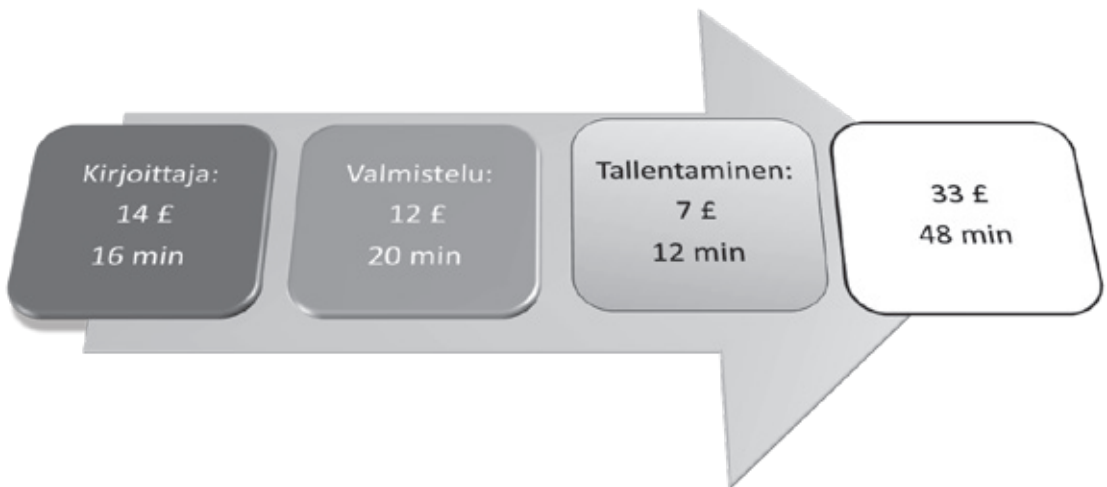 Kirjoittaja:
14 £
16 min
Valmistelu:
12 £
20 min
Tallentaminen:
7 £
12 min
33 £
48 min